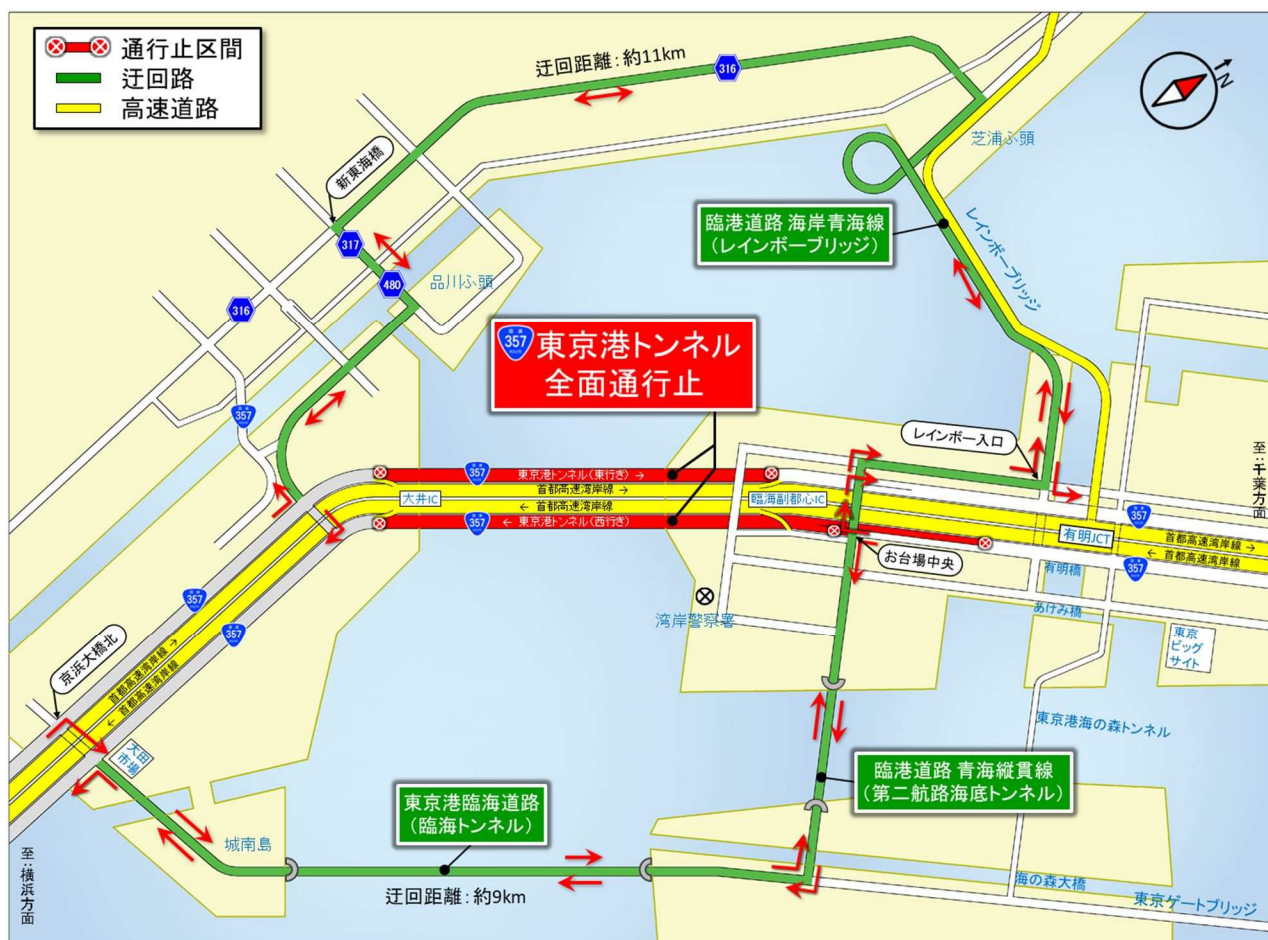 通行止区間
迂回路
高速道路
迂回距離：約11km
316
N
芝浦ふ頭
新東海橋
臨港道路 海岸青海線
（レインボーブリッジ）
レインボーブリッジ
317
480
品川ふ頭
316
357
東京港トンネル
全面通行止
357
レインボー入口
357
東京港トンネル（東行き） →
大井IC
首都高速湾岸線 →
← 首都高速湾岸線
臨海副都心IC
357
← 東京港トンネル（西行き）
357
至：千葉方面
有明JCT
首都高速湾岸線 →
← 首都高速湾岸線
357
お台場中央
有明橋
あけみ橋
湾岸警察署
東京
ビッグ
サイト
357
357
京浜大橋北
首都高速湾岸線 →
← 首都高速湾岸線
大田
市場
東京港海の森トンネル
臨港道路 青海縦貫線
（第二航路海底トンネル）
東京港臨海道路
（臨海トンネル）
城南島
至：横浜方面
迂回距離：約9km
海の森大橋
東京ゲートブリッジ